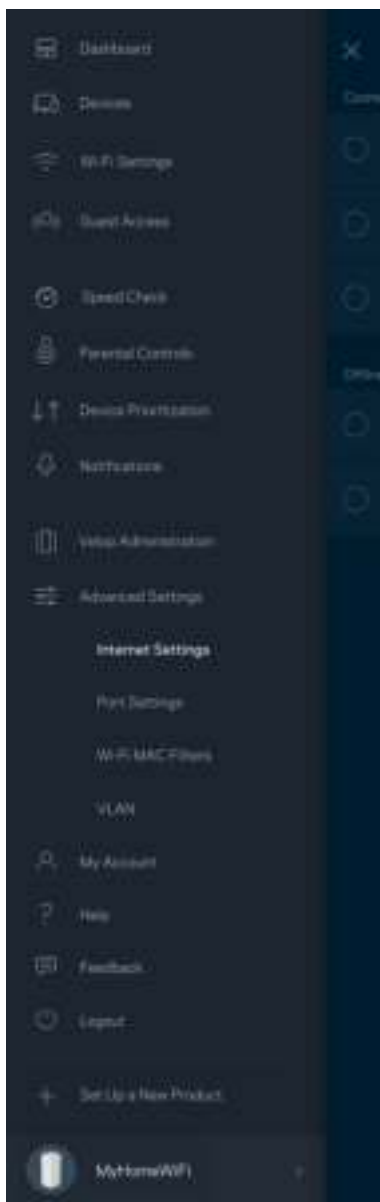 Dashboard
Devices
Wi-Fi Settings
Guest Access
Speed Check
Parental Controls
Device Prioritization
Notifications
Velop Administration
Advanced Settings
Internet Settings
Port Settings
Wi-Fi MAC Filters
VLAN
My Account
Help
Feedback
Logout
Set Up a New Product
MyHomeWiFi
Offline